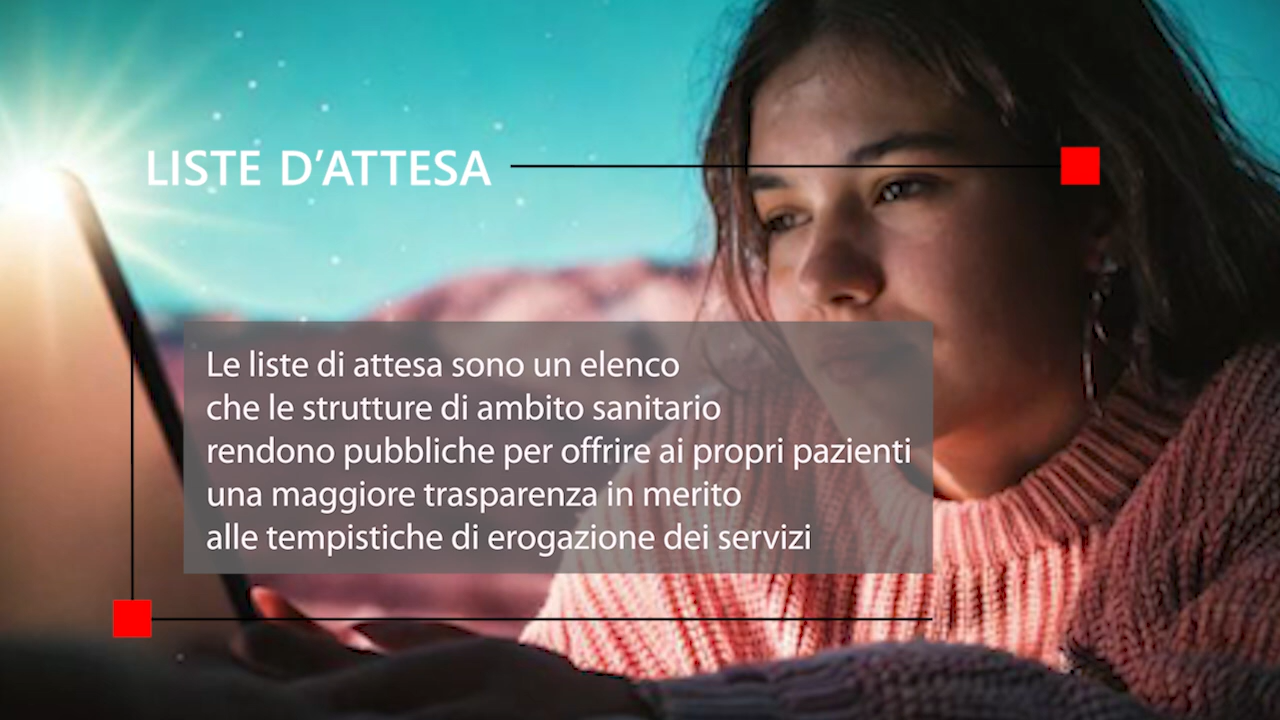 LISTE D’ATTESA
Le liste di attesa sono un elenco
che le strutture di ambito sanitario
rendono pubbliche per offrire ai propri pazienti
una maggiore trasparenza in merito
alle tempistiche di erogazione dei servizi